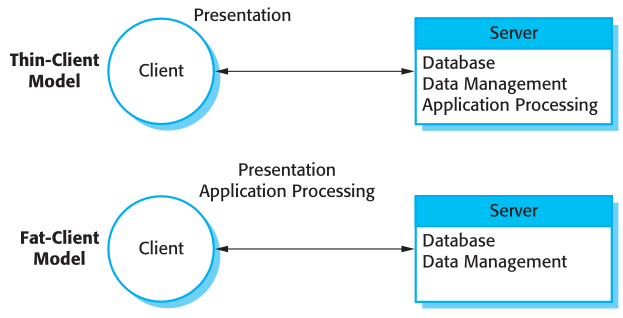 Presentation
Thin-Client
Model
Client
Server
Database
Data Management
Application Processing
Presentation
Application Processing
Fat-Client
Model
Client
Server
Database
Data Management